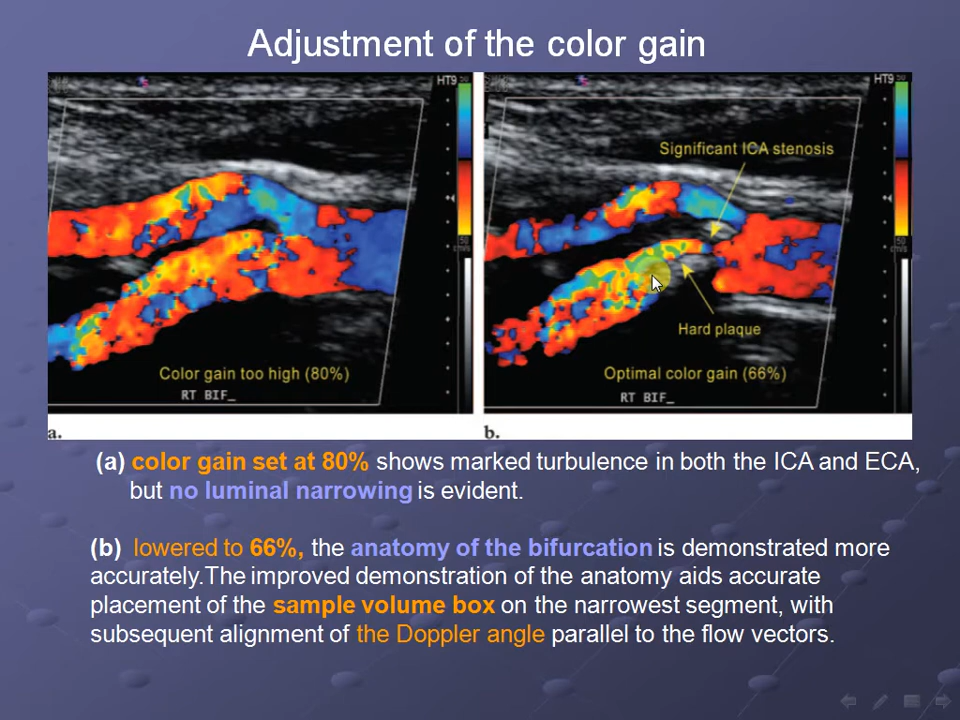 Adjustment of the color gain
HT9
HT9
Significant ICA stenosis
Hard plaque
Color gain too high (80%)
Optimal color gain (66%)
RT BIF_
RT BIF_
a.
b.
(a) color gain set at 80% shows marked turbulence in both the ICA and ECA,
but no luminal narrowing is evident.
(b) lowered to 66%, the anatomy of the bifurcation is demonstrated more
accurately.The improved demonstration of the anatomy aids accurate
placement of the sample volume box on the narrowest segment, with
subsequent alignment of the Doppler angle parallel to the flow vectors.